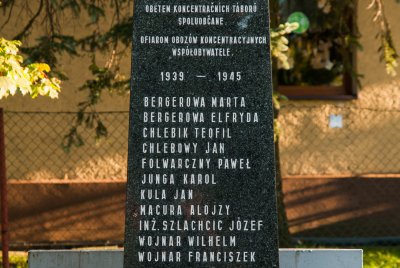 OBĚTEM KONCENTRAČNÍCH TÁBORŮ
SPOLUOBČANÉ.
OFIAROM OBOZÓW KONCENTRACYJNYCH
WSPÓŁOBYWATELE.
1939 — 1945
BERGEROWA MARTA
BERGEROWA ELFRYDA
CHLEBIK TEOFIL
CHLEBOWY JAN
FOLWARCZNY PAWEŁ
JUNGA KAROL
KULA JAN
MACURA ALOJZY
INŻ. SZLACHCIC JÓZEF
WOJNAR WILHELM
WOJNAR FRANCISZEK